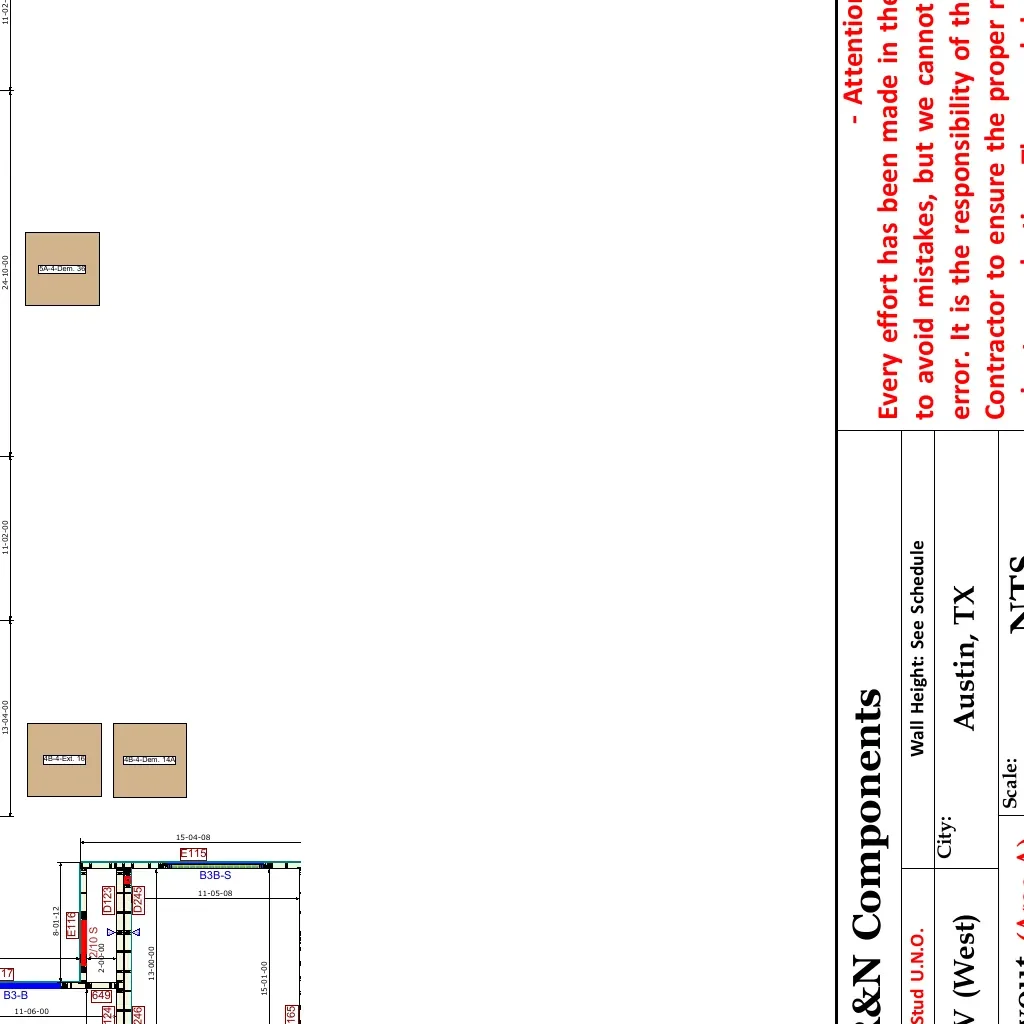 11-02-
24-10-00
11-02-00
13-04-00
5A-4-Dem. 36
4B-4-Ext. 16
4B-4-Dem. 14A
15-04-08
E115
B3B-S
11-05-08
D123
D245
E116
8-01-12
2/10 S
2-00-00
13-00-00
15-01-00
17
B3-B
649
11-06-00
124
246
165
- Attention
Every effort has been made in the
to avoid mistakes, but we cannot
error. It is the responsibility of th
Contractor to ensure the proper r
&N Components
Wall Height: See Schedule
Stud U.N.O.
City:
Austin, TX
V (West)
Scale:
NTS